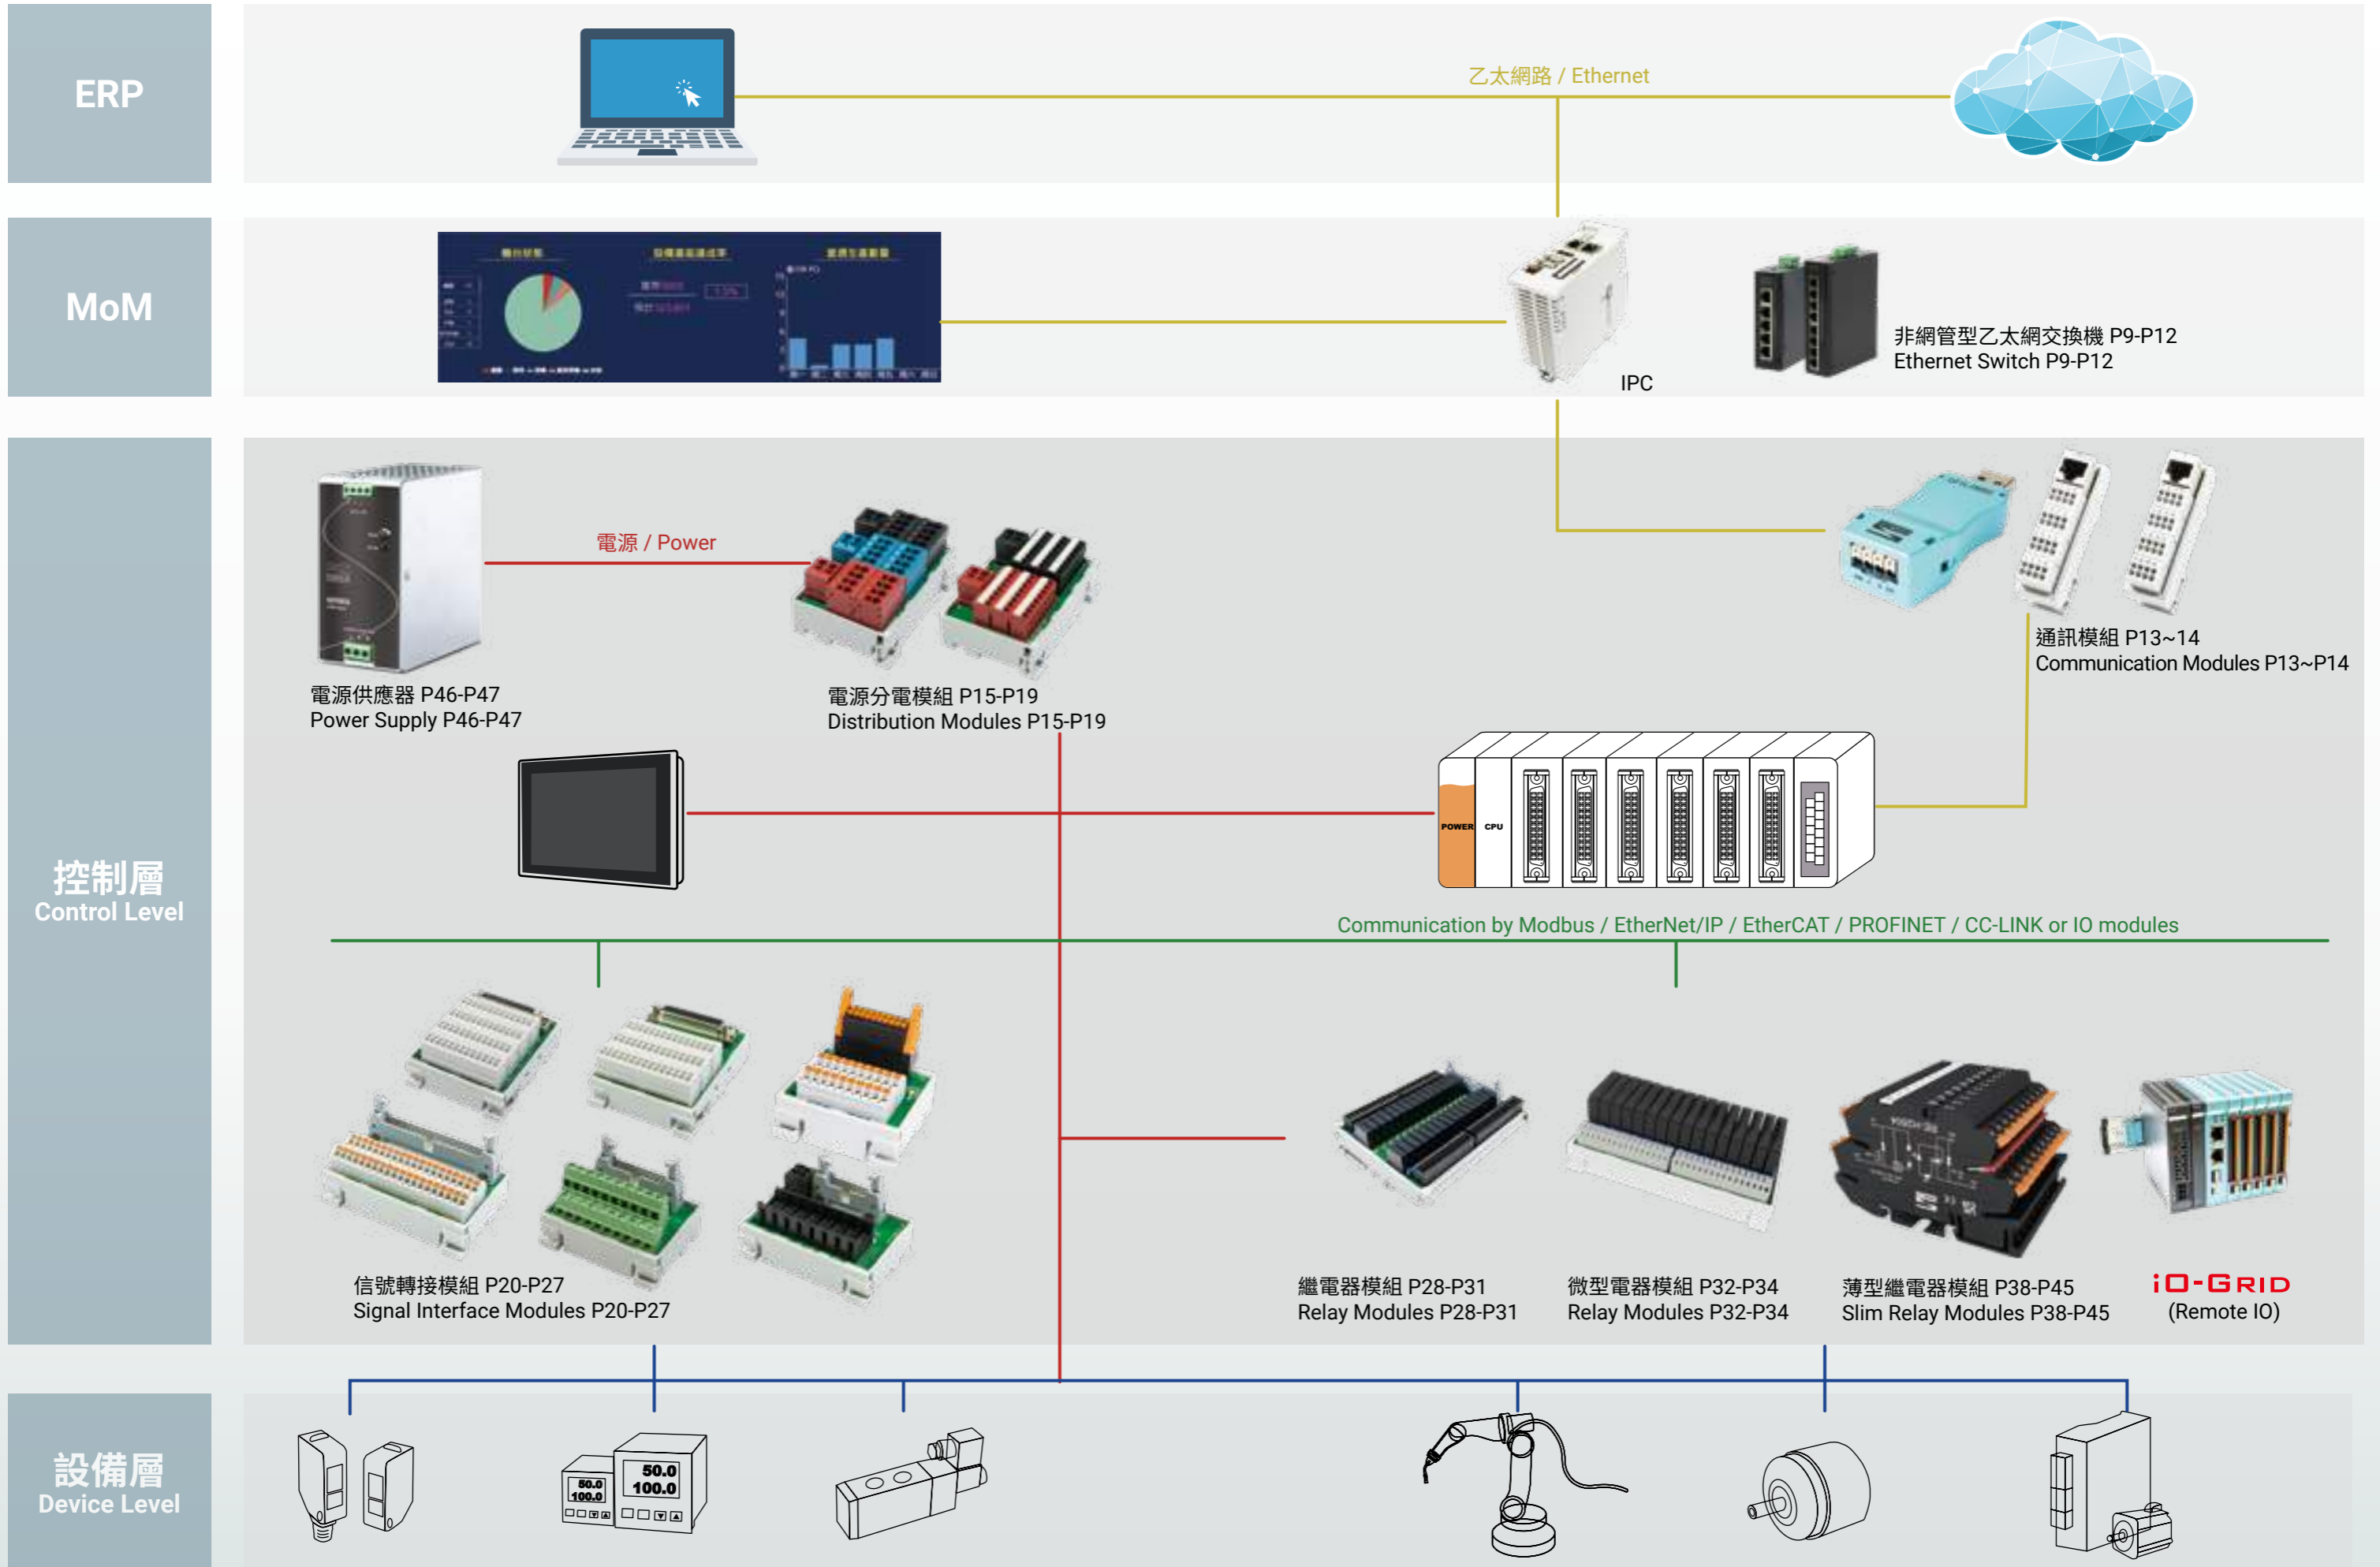 ERP
乙太網路 / Ethernet
MoM
IPC
非網管型乙太網交換機 P9-P12
Ethernet Switch P9-P12
控制層
Control Level
電源 / Power
電源供應器 P46-P47
Power Supply P46-P47
電源分電模組 P15-P19
Distribution Modules P15-P19
通訊模組 P13~14
Communication Modules P13~P14
POWER
CPU
Communication by Modbus / EtherNet/IP / EtherCAT / PROFINET / CC-LINK or IO modules
信號轉接模組 P20-P27
Signal Interface Modules P20-P27
繼電器模組 P28-P31
Relay Modules P28-P31
微型電器模組 P32-P34
Relay Modules P32-P34
薄型繼電器模組 P38-P45
Slim Relay Modules P38-P45
iO-GRID
(Remote IO)
設備層
Device Level
50.0
100.0
50.0
100.0